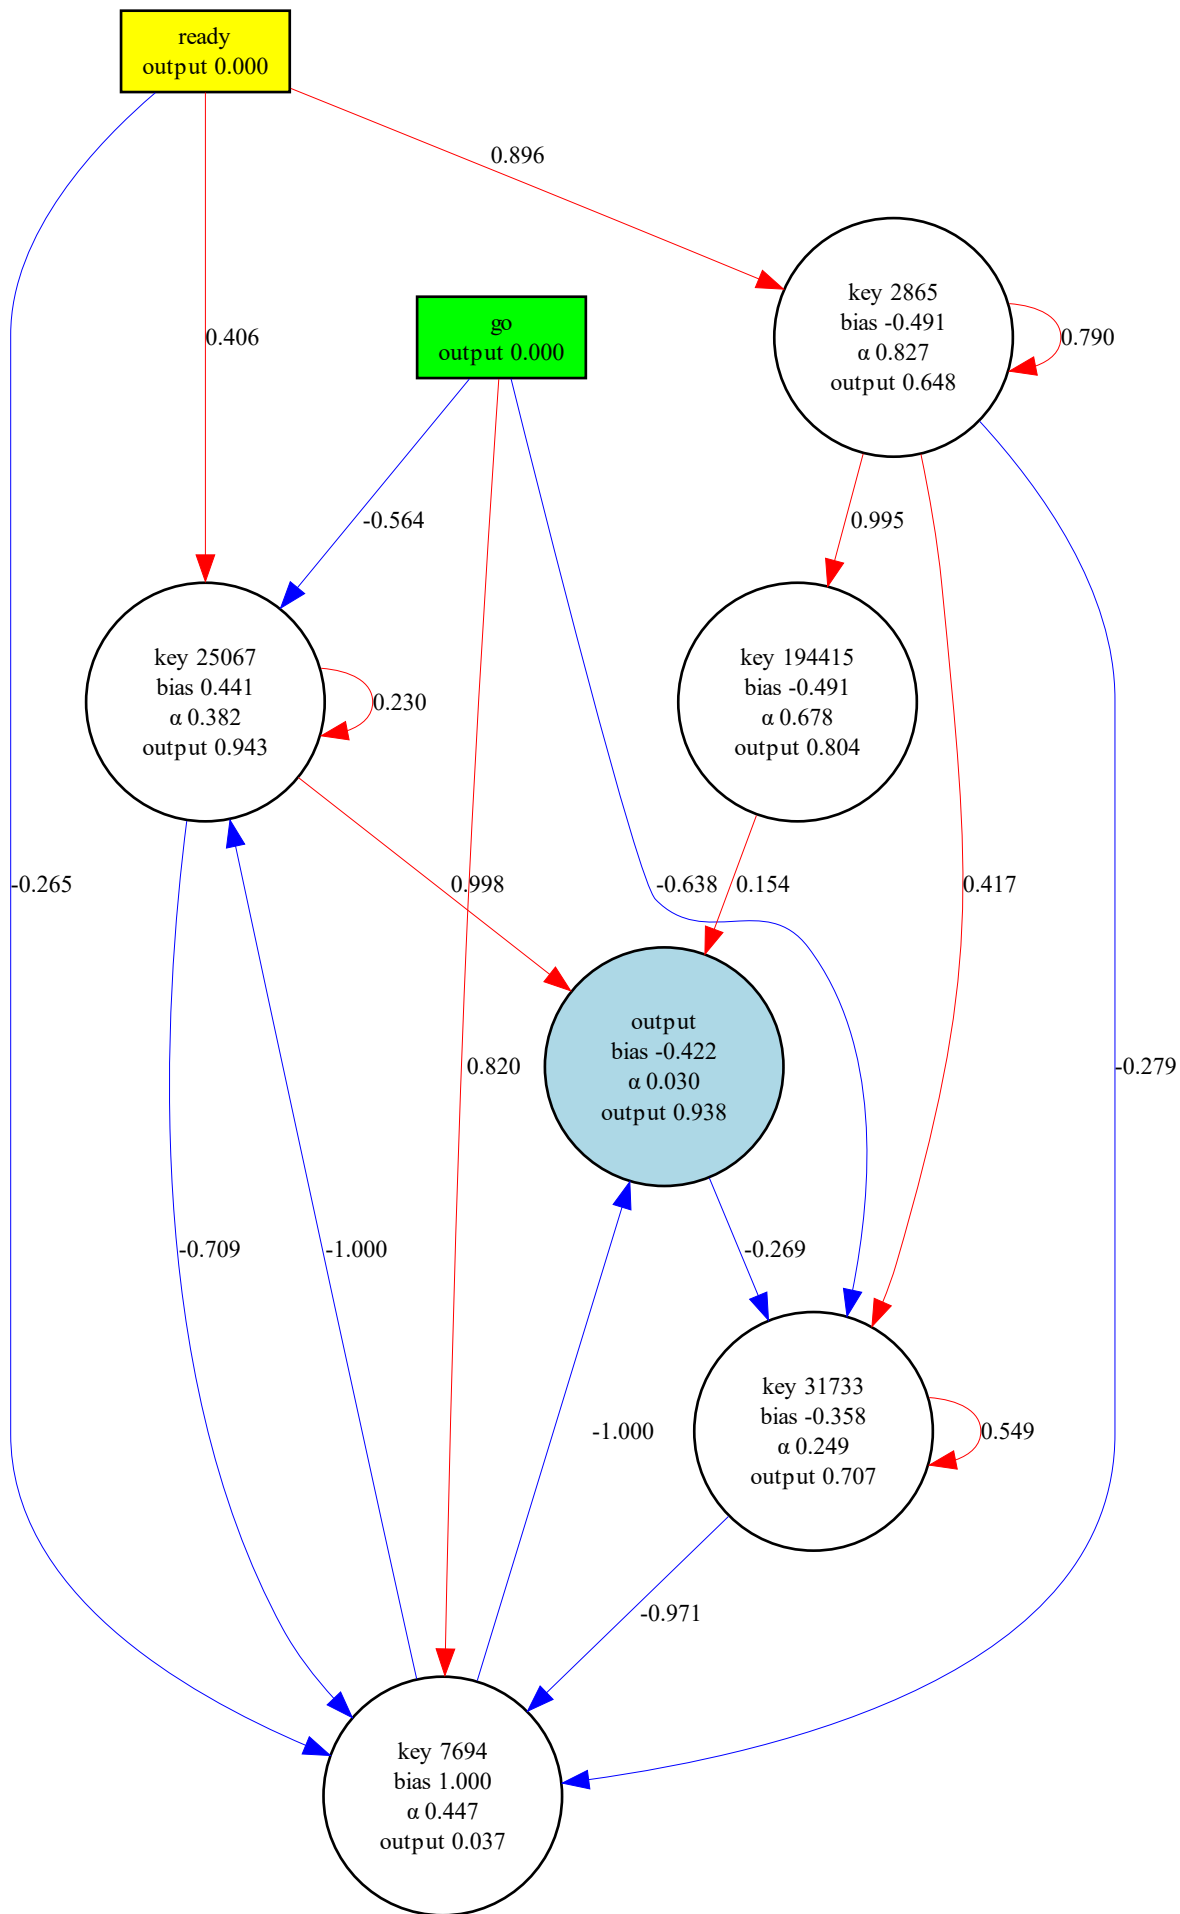 ready
output 0.000
0.896
key 2865
bias -0.491
α 0.827
output 0.648
0.790
go
output 0.000
0.406
-0.564
0.995
key 25067
bias 0.441
α 0.382
output 0.943
0.230
key 194415
bias -0.491
α 0.678
output 0.804
-0.265
0.998
-0.638
0.154
0.417
output
bias -0.422
α 0.030
output 0.938
0.820
-0.279
-0.709
-1.000
-0.269
key 31733
bias -0.358
α 0.249
output 0.707
-1.000
0.549
-0.971
key 7694
bias 1.000
α 0.447
output 0.037